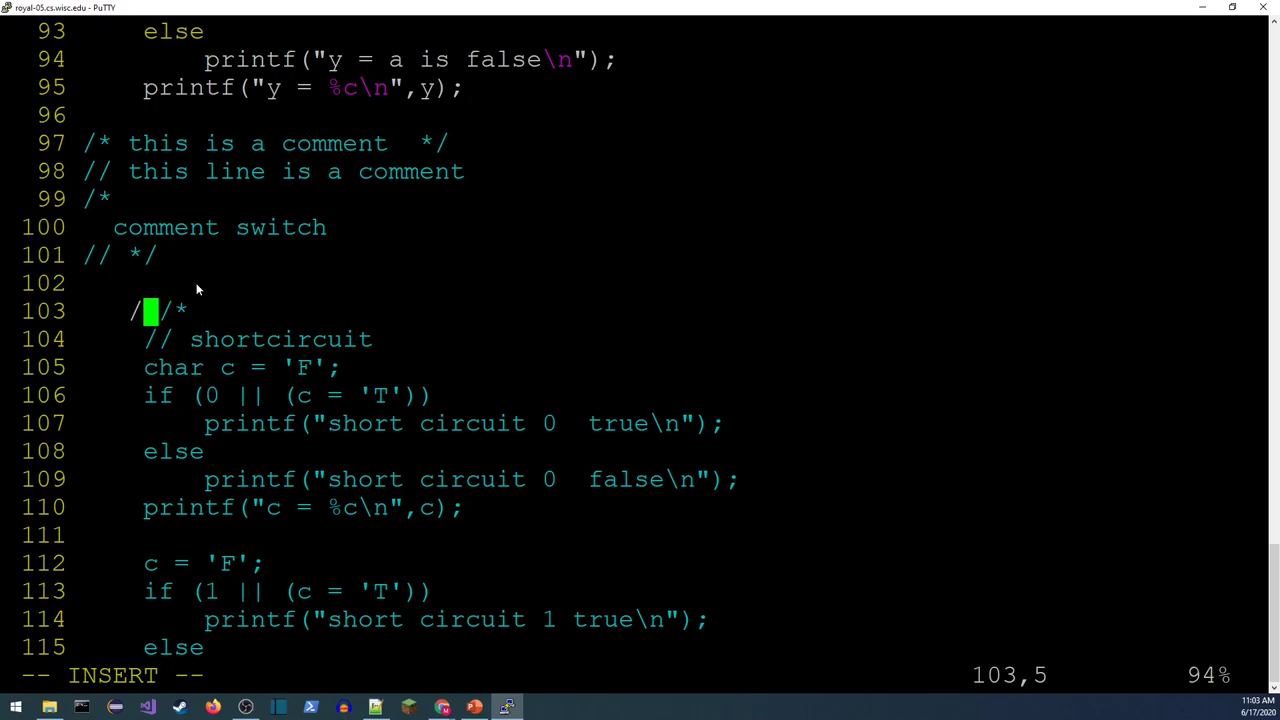 royal-05.cs.wisc.edu - PuTTY
93     else
94         printf("y = a is false\n");
95     printf("y = %c\n",y);
96
97 /* this is a comment  */
98 // this line is a comment
99 /*
100   comment switch
101 // */
102
103    / /*
104     // shortcircuit
105     char c = 'F';
106     if (0 || (c = 'T'))
107         printf("short circuit 0  true\n");
108     else
109         printf("short circuit 0  false\n");
110     printf("c = %c\n",c);
111
112     c = 'F';
113     if (1 || (c = 'T'))
114         printf("short circuit 1 true\n");
115     else
-- INSERT --                    103,5          94%
11:03 AM
6/17/2020